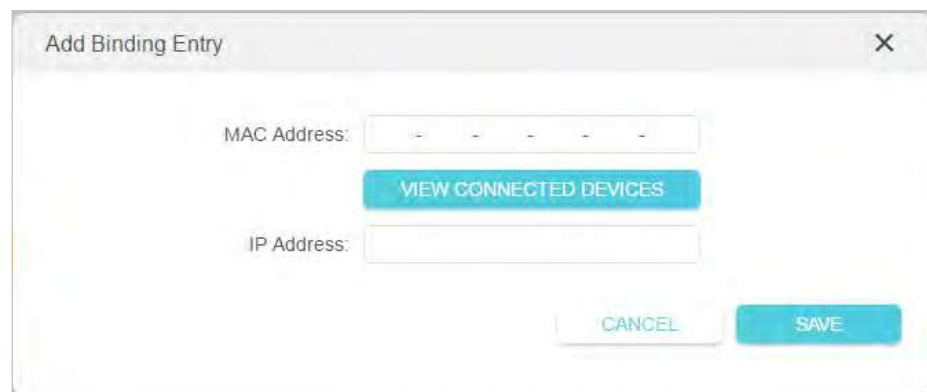 Add Binding Entry ×
MAC Address: - - - - -
VIEW CONNECTED DEVICES
IP Address:
CANCEL SAVE